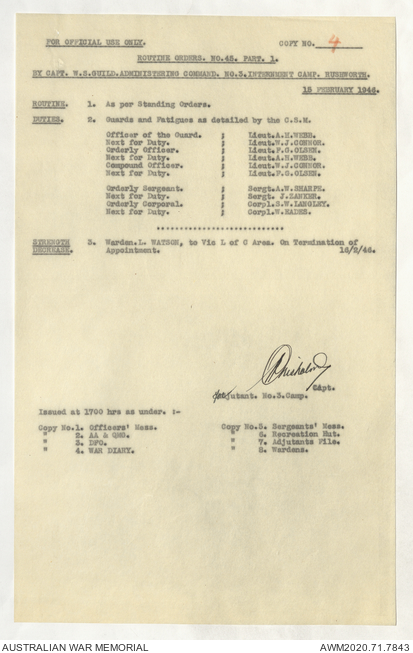 FOR OFFICIAL USE ONLY. COPY NO. 4
ROUTINE ORDERS. NO.48. PART. 1.
BY CAPT. W.S.GUILD.ADMINISTERING COMMAND. NO.3.INTERNMENT CAMP. RUSHWORTH.
15 FEBRUARY 1946.
ROUTINE. 1. As per Standing Orders.
DUTIES. 2. Guards and Fatigues as detailed by the C.S.M.
Officer of the Guard. ; Lieut.A.H.WEBB.
Next for Duty. ; Lieut.W.J.CONNOR.
Orderly Officer. ; Lieut.F.G.OLSEN.
Next for Duty. ; Lieut.A.H.WEBB.
Compound Officer. ; Lieut.W.J.CONNOR.
Next for Duty. ; Lieut.F.G.OLSEN.
Orderly Sergeant. ; Sergt.A.W.SHARPE.
Next for Duty. ; Sergt. J.ZANKER.
Orderly Corporal. ; Corpl.S.W.LANGLEY.
Next for Duty. ; Corpl.W.EADES.
****************************
STRENGTH 3. Warden.L. WATSON, to Vic L of C Area. On Termination of
DECREASE. Appointment. 16/2/46.
Chisholm
Capt.
Adjutant. No.3.Camp.
Issued at 1700 hrs as under. :-
Copy No.1. Officers' Mess. Copy No.5. Sergeants' Mess.
" 2. AA & QMG. " 6. Recreation Hut.
" 3. DFO. " 7. Adjutants File.
" 4. WAR DIARY. " 8. Wardens.
AUSTRALIAN WAR MEMORIAL AWM2020.71.7843